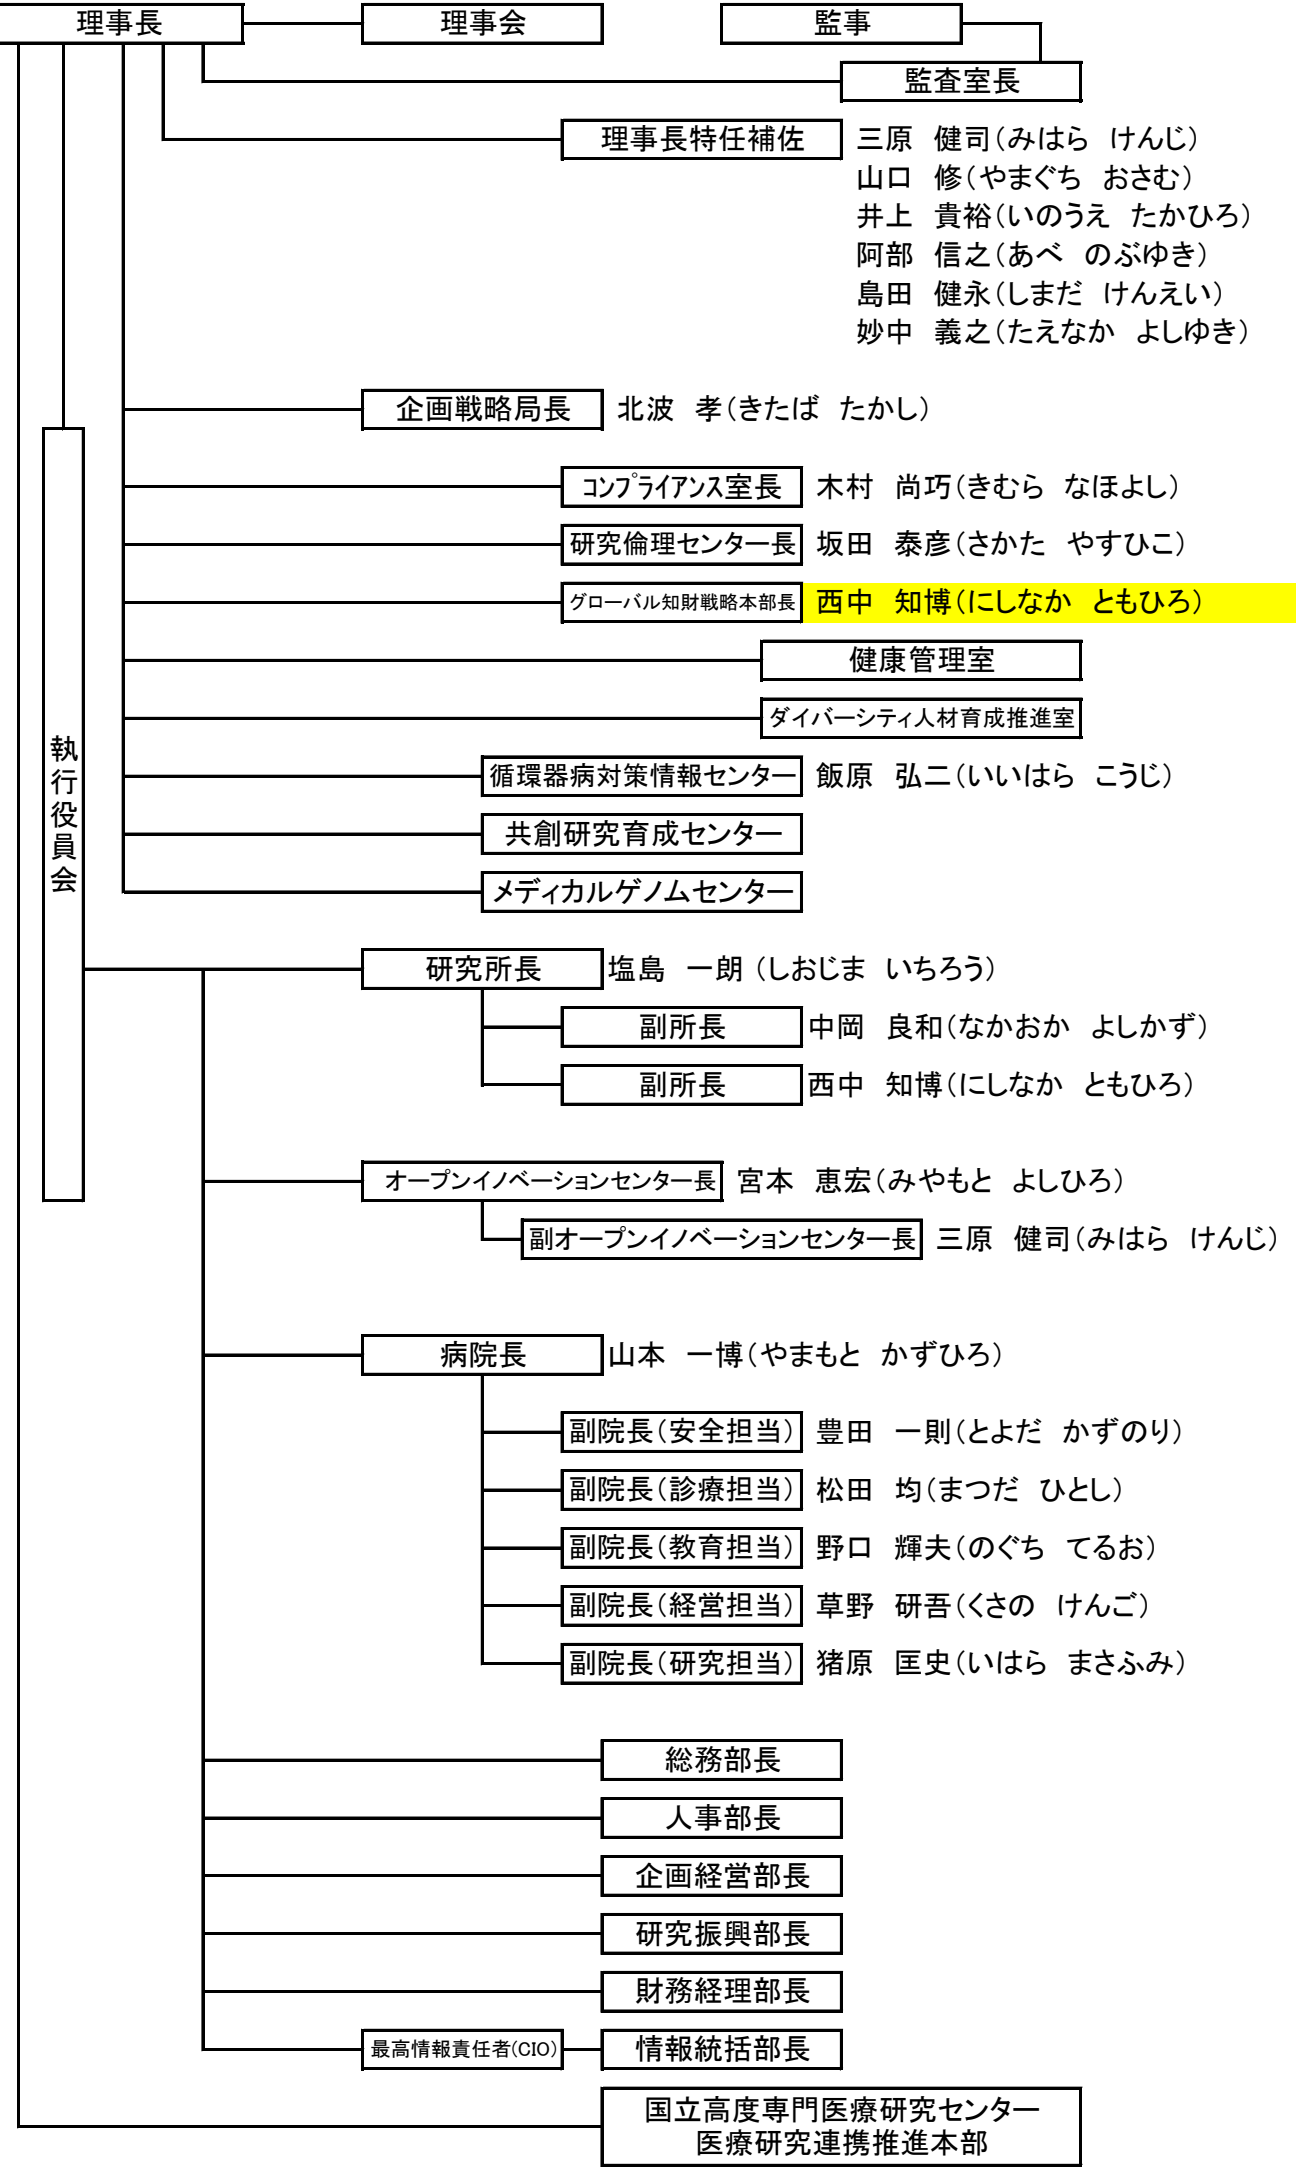 理事長 理事会 監事
監査室長
理事長特任補佐 三原　健司（みはら　けんじ）
山口　修（やまぐち　おさむ）
井上　貴裕（いのうえ　たかひろ）
阿部　信之（あべ　のぶゆき）
島田　健永（しまだ　けんえい）
妙中　義之（たえなか　よしゆき）
企画戦略局長 北波　孝（きたば　たかし）
コンプライアンス室長 木村　尚巧（きむら　なほよし）
研究倫理センター長 坂田　泰彦（さかた　やすひこ）
グローバル知財戦略本部長 西中　知博（にしなか　ともひろ）
健康管理室
ダイバーシティ人材育成推進室
執行役員会
循環器病対策情報センター 飯原　弘二（いいはら　こうじ）
共創研究育成センター
メディカルゲノムセンター
研究所長 塩島　一朗（しおじま　いちろう）
副所長 中岡　良和（なかおか　よしかず）
副所長 西中　知博（にしなか　ともひろ）
オープンイノベーションセンター長 宮本　恵宏（みやもと　よしひろ）
副オープンイノベーションセンター長 三原　健司（みはら　けんじ）
病院長 山本　一博（やまもと　かずひろ）
副院長（安全担当） 豊田　一則（とよだ　かずのり）
副院長（診療担当） 松田　均（まつだ　ひとし）
副院長（教育担当） 野口　輝夫（のぐち　てるお）
副院長（経営担当） 草野　研吾（くさの　けんご）
副院長（研究担当） 猪原　匡史（いはら　まさふみ）
総務部長
人事部長
企画経営部長
研究振興部長
財務経理部長
最高情報責任者(CIO) 情報統括部長
国立高度専門医療研究センター
医療研究連携推進本部